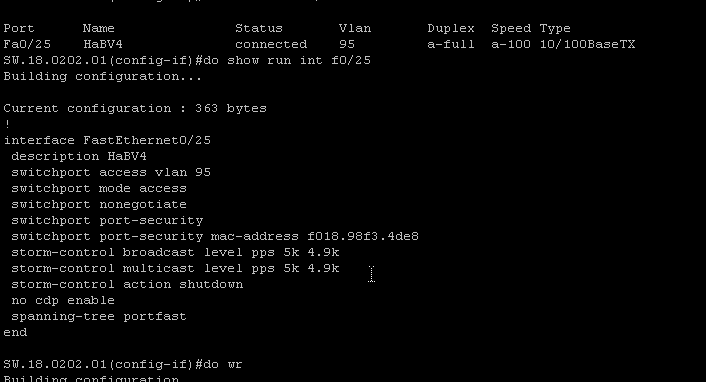 Port Name Status Vlan Duplex Speed Type
Fa0/25 HaBV4 connected 95 a-full a-100 10/100BaseTX
SW.18.0202.01(config-if)#do show run int f0/25
Building configuration...
Current configuration : 363 bytes
!
interface FastEthernet0/25
description HaBV4
switchport access vlan 95
switchport mode access
switchport nonegotiate
switchport port-security
switchport port-security mac-address f018.98f3.4de8
storm-control broadcast level pps 5k 4.9k
storm-control multicast level pps 5k 4.9k
storm-control action shutdown
no cdp enable
spanning-tree portfast
end
SW.18.0202.01(config-if)#do wr
Building configuration